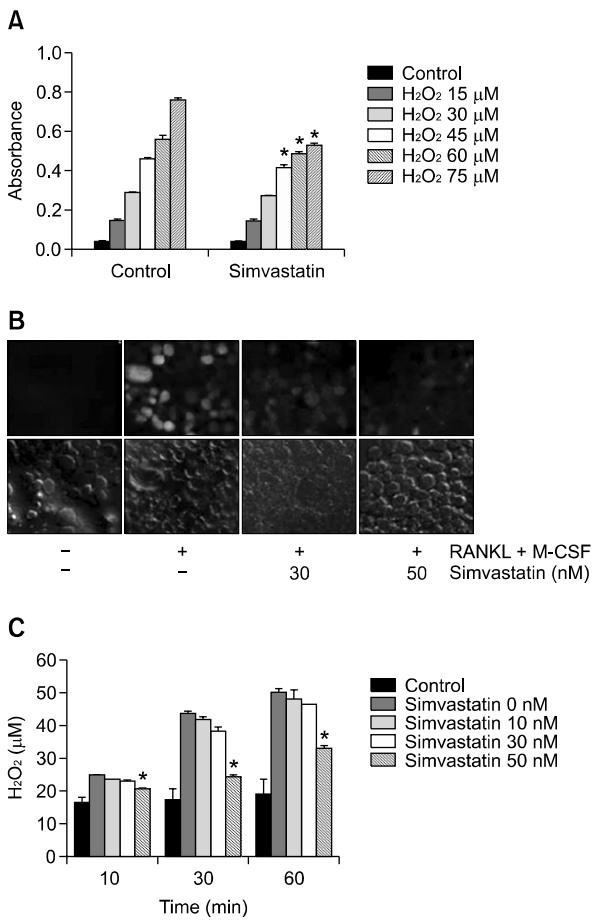 A
1.0
0.8
0.6
0.4
0.2
0.0
Absorbance
* * *
Control
Simvastatin
Control
H₂O₂ 15 μM
H₂O₂ 30 μM
H₂O₂ 45 μM
H₂O₂ 60 μM
H₂O₂ 75 μM
B
− + + + RANKL + M-CSF
− − 30 50 Simvastatin (nM)
C
60
50
40
30
20
10
0
H₂O₂ (μM)
* * *
10 30 60
Time (min)
Control
Simvastatin 0 nM
Simvastatin 10 nM
Simvastatin 30 nM
Simvastatin 50 nM